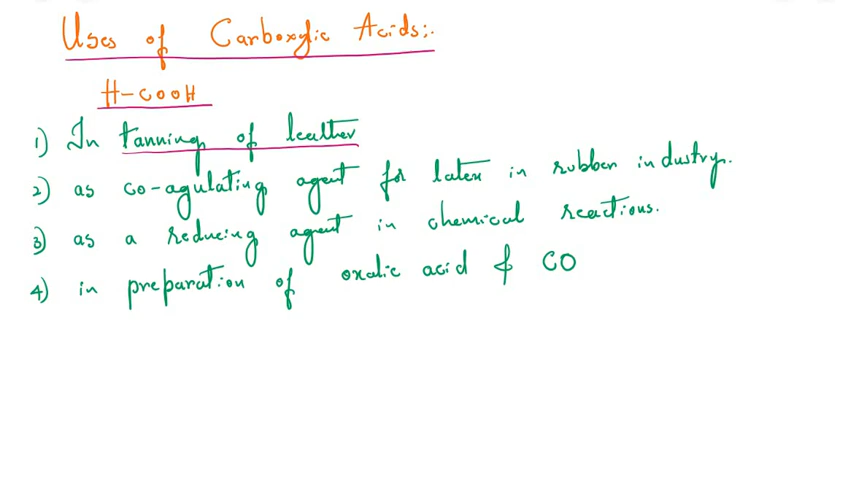 Uses of Carboxylic Acids:.
H-COOH
1) In tanning of leather
2) as co-agulating agent for latex in rubber industry.
3) as a reducing agent in chemical reactions.
4) in preparation of oxalic acid & CO